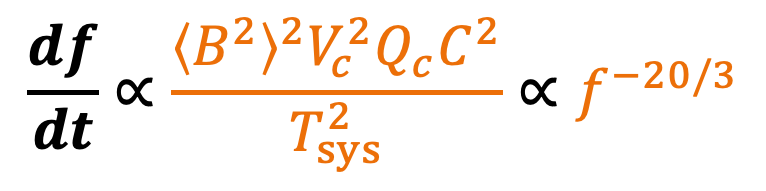 df/dt ∝ ⟨B²⟩²V_c²Q_cC²/T_sys² ∝ f^{−20/3}